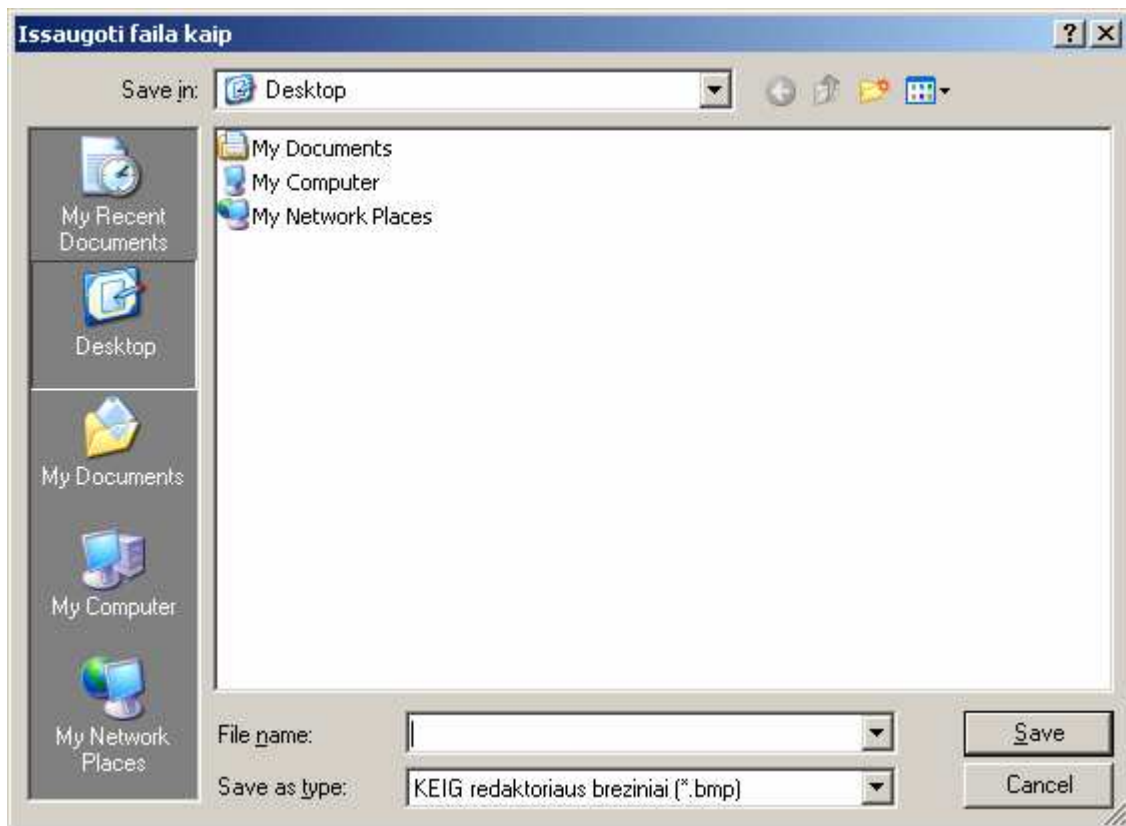 Issaugoti faila kaip
Save in:
Desktop
My Recent
Documents
Desktop
My Documents
My Computer
My Network
Places
My Documents
My Computer
My Network Places
File name:
Save
Save as type:
KEIG redaktoriaus breziniai (*.bmp)
Cancel